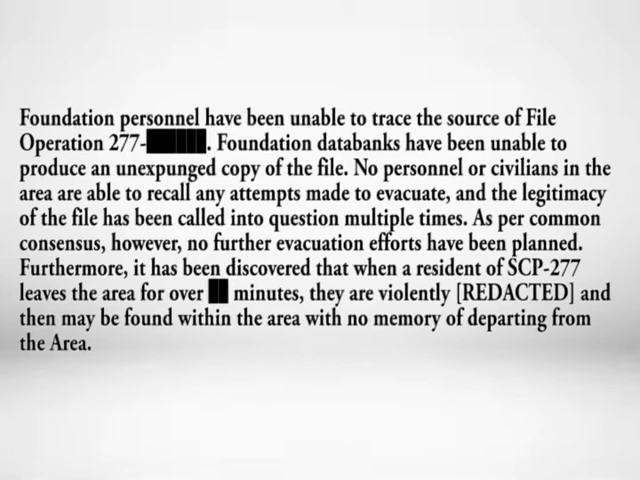 Foundation personnel have been unable to trace the source of File
Operation 277-█████. Foundation databanks have been unable to
produce an unexpunged copy of the file. No personnel or civilians in the
area are able to recall any attempts made to evacuate, and the legitimacy
of the file has been called into question multiple times. As per common
consensus, however, no further evacuation efforts have been planned.
Furthermore, it has been discovered that when a resident of SCP-277
leaves the area for over ██ minutes, they are violently [REDACTED] and
then may be found within the area with no memory of departing from
the Area.